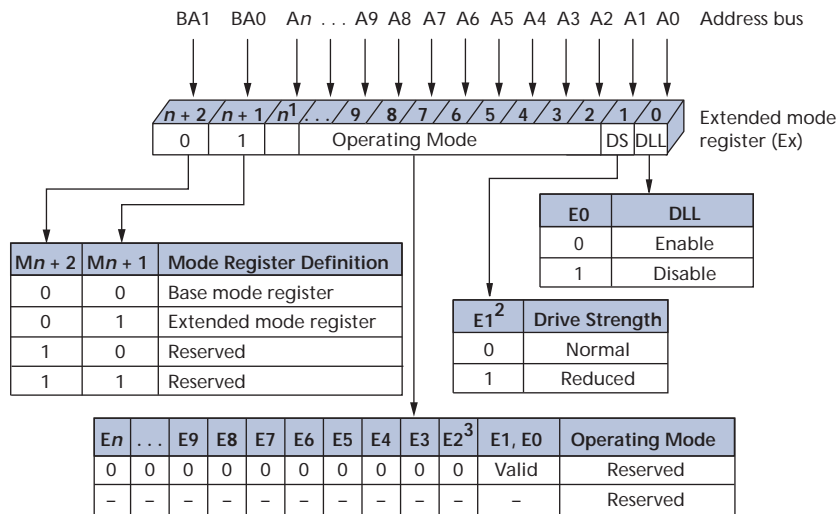 BA1 BA0 An ... A9 A8 A7 A6 A5 A4 A3 A2 A1 A0 Address bus
n + 2 n + 1 n1 ... 9 8 7 6 5 4 3 2 1 0
Extended mode
register (Ex)
0 1 Operating Mode DS DLL
E0 DLL
0 Enable
1 Disable
Mn + 2 Mn + 1 Mode Register Definition
0 0 Base mode register
0 1 Extended mode register
1 0 Reserved
1 1 Reserved
E1² Drive Strength
0 Normal
1 Reduced
En ... E9 E8 E7 E6 E5 E4 E3 E2³ E1, E0 Operating Mode
0 0 0 0 0 0 0 0 0 0 Valid Reserved
– – – – – – – – – – – Reserved